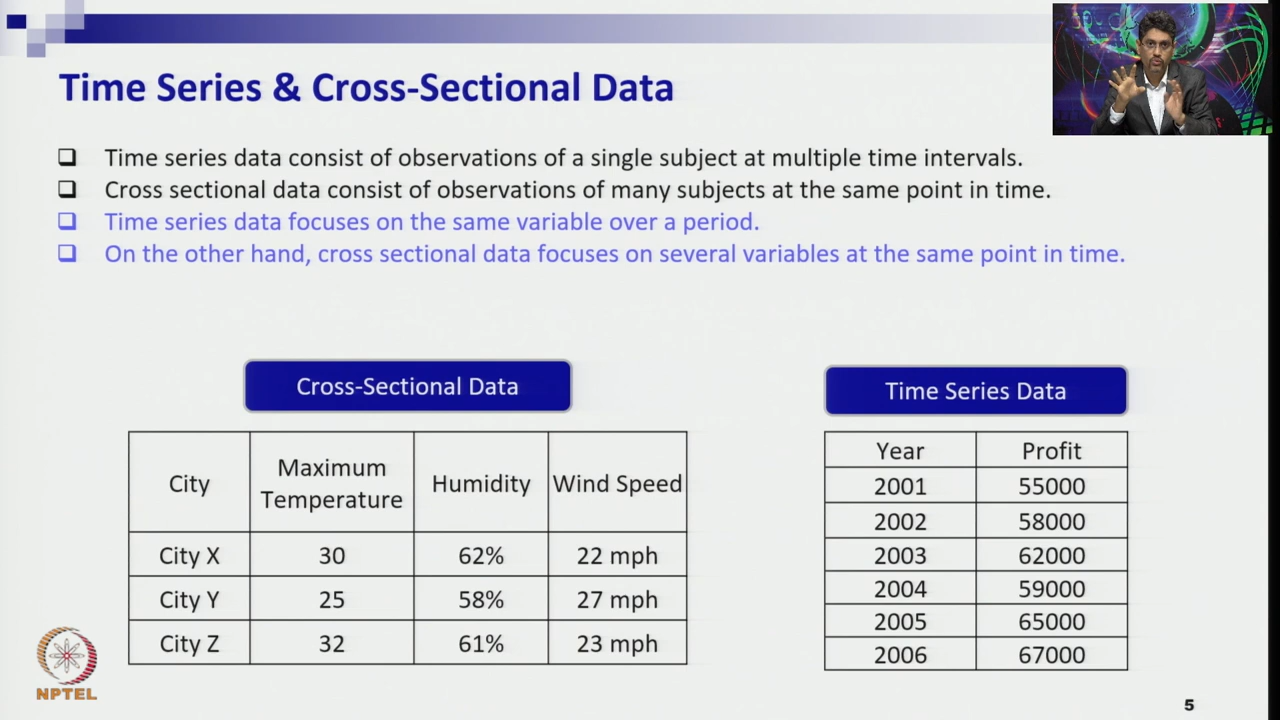 Time Series & Cross-Sectional Data
Time series data consist of observations of a single subject at multiple time intervals.
Cross sectional data consist of observations of many subjects at the same point in time.
Time series data focuses on the same variable over a period.
On the other hand, cross sectional data focuses on several variables at the same point in time.
Cross-Sectional Data
City Maximum Temperature Humidity Wind Speed
City X 30 62% 22 mph
City Y 25 58% 27 mph
City Z 32 61% 23 mph
Time Series Data
Year Profit
2001 55000
2002 58000
2003 62000
2004 59000
2005 65000
2006 67000
NPTEL
5